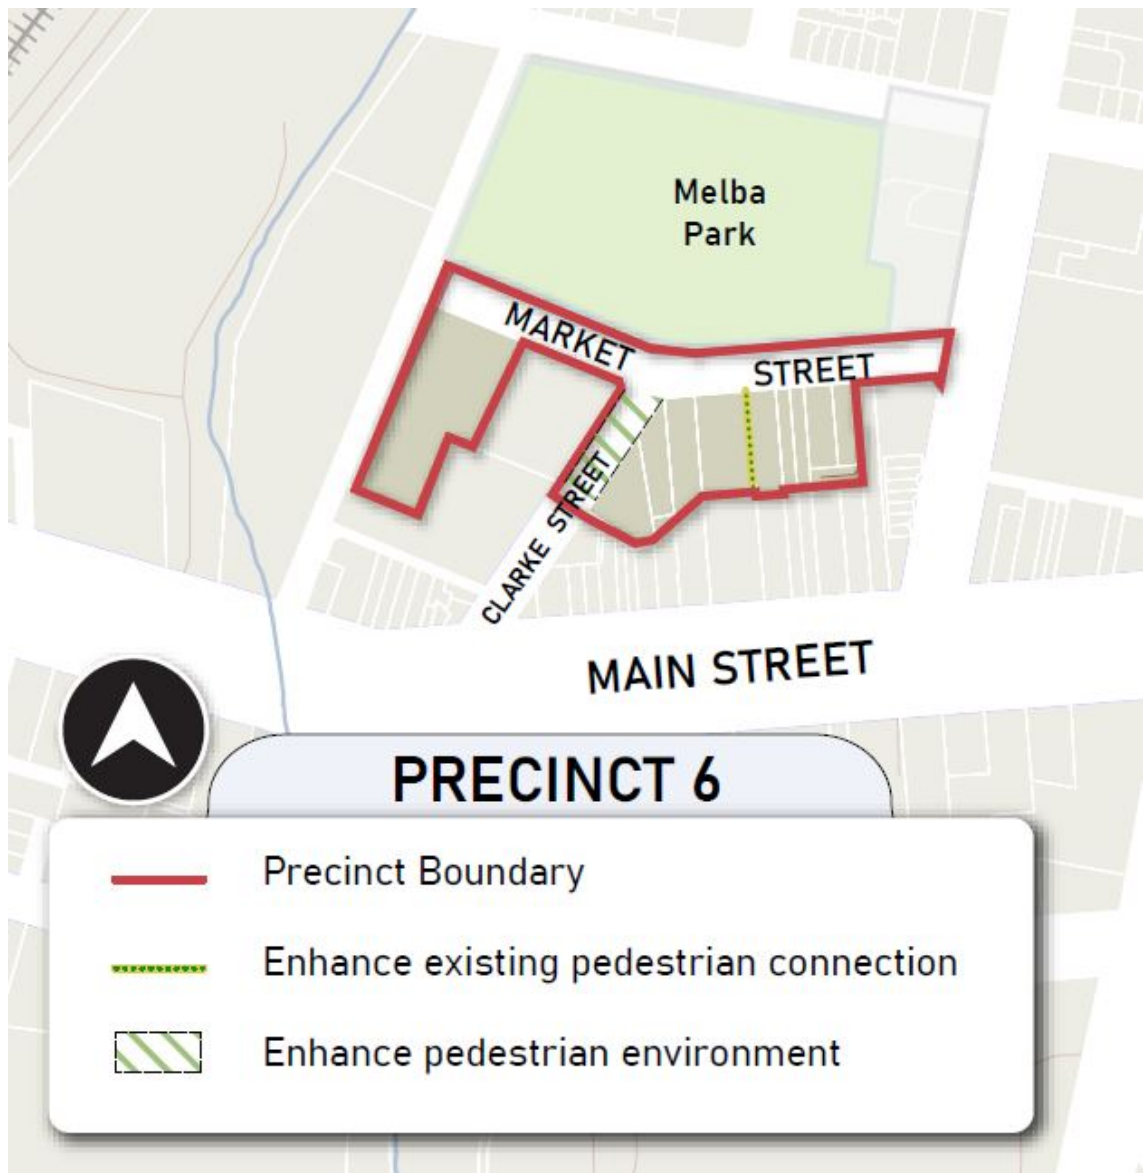 Melba
Park
MARKET
STREET
CLARKE STREET
MAIN STREET
PRECINCT 6
Precinct Boundary
Enhance existing pedestrian connection
Enhance pedestrian environment